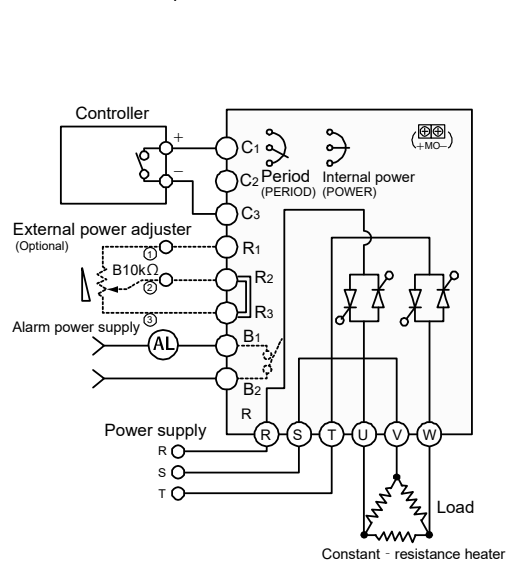 Controller
+
−
C1
C2
C3
Period
(PERIOD)
Internal power
(POWER)
(+MO−)
External power adjuster
(Optional)
①
B10kΩ
②
③
R1
R2
R3
Alarm power supply
AL
B1
B2
R
R S T U V W
Power supply
R
S
T
Load
Constant - resistance heater